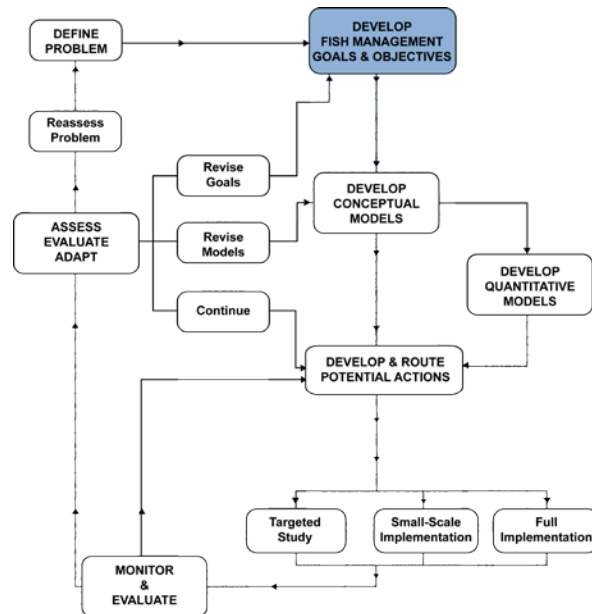 DEFINE
PROBLEM
DEVELOP
FISH MANAGEMENT
GOALS & OBJECTIVES
Reassess
Problem
Revise
Goals
ASSESS
EVALUATE
ADAPT
Revise
Models
DEVELOP
CONCEPTUAL
MODELS
DEVELOP
QUANTITATIVE
MODELS
Continue
DEVELOP & ROUTE
POTENTIAL ACTIONS
Targeted
Study
Small-Scale
Implementation
Full
Implementation
MONITOR
&
EVALUATE